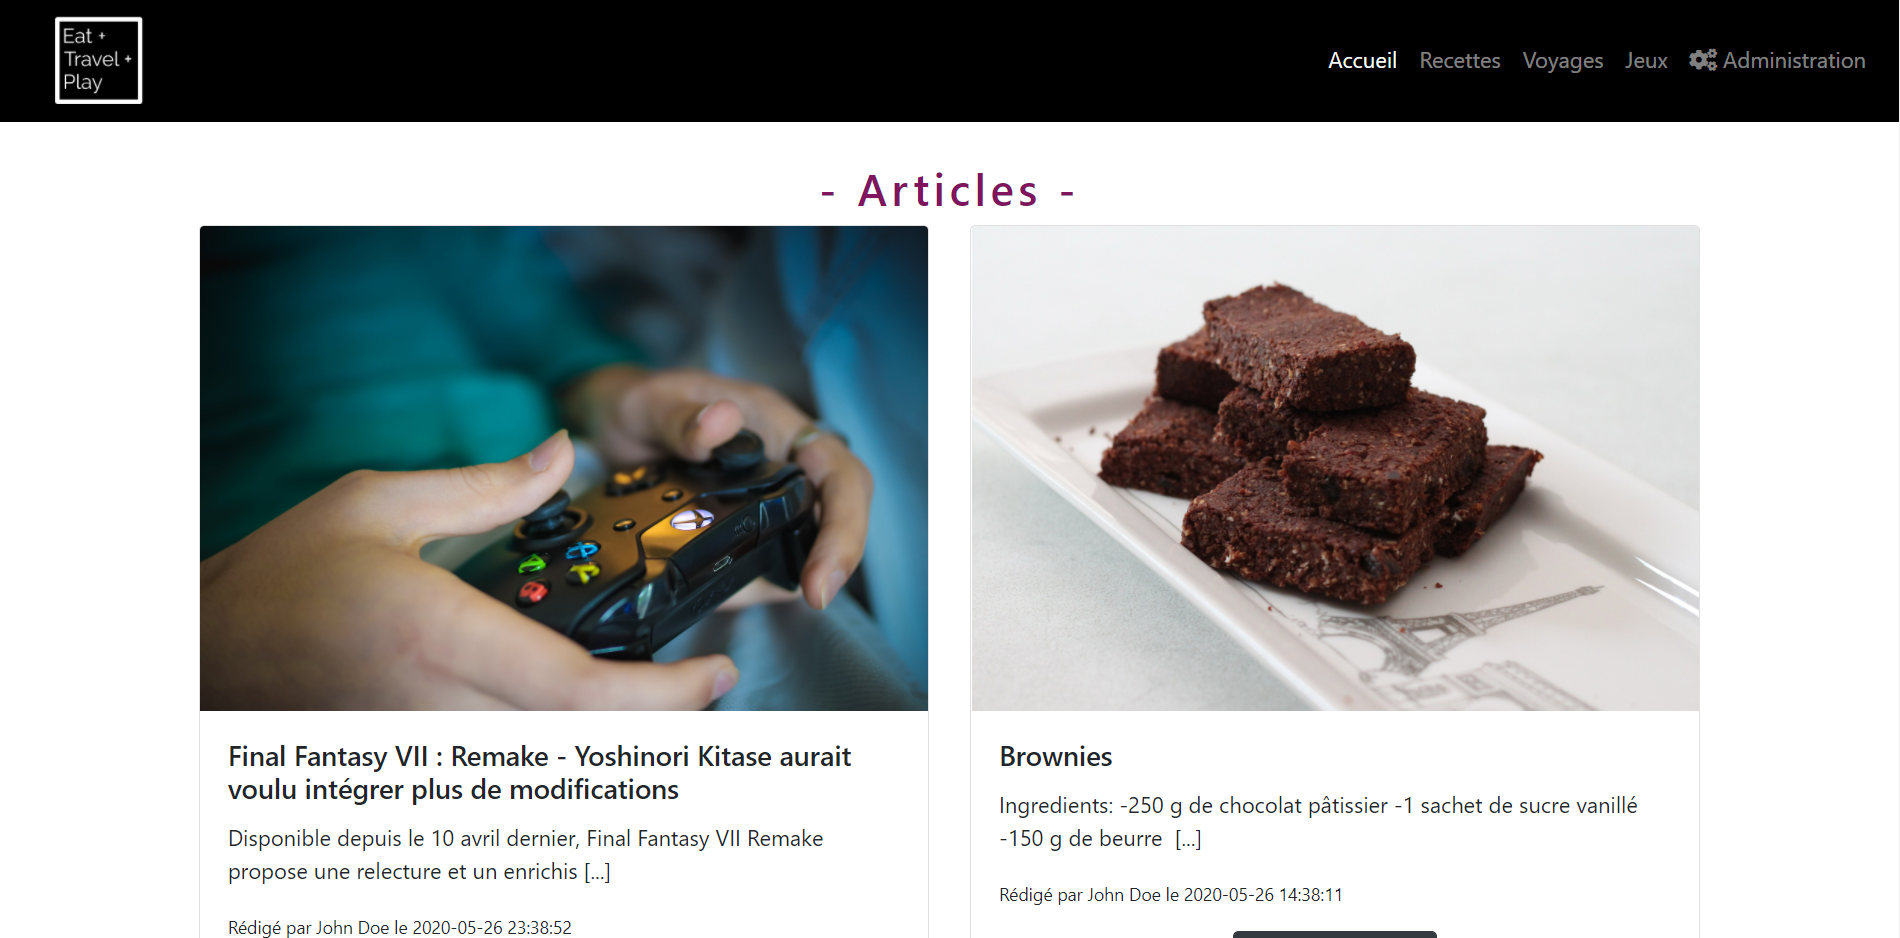 Eat +
Travel +
Play
Accueil Recettes Voyages Jeux Administration
- Articles -
Final Fantasy VII : Remake - Yoshinori Kitase aurait
voulu intégrer plus de modifications
Disponible depuis le 10 avril dernier, Final Fantasy VII Remake
propose une relecture et un enrichis [...]
Rédigé par John Doe le 2020-05-26 23:38:52
Brownies
Ingredients: -250 g de chocolat pâtissier -1 sachet de sucre vanillé
-150 g de beurre  [...]
Rédigé par John Doe le 2020-05-26 14:38:11